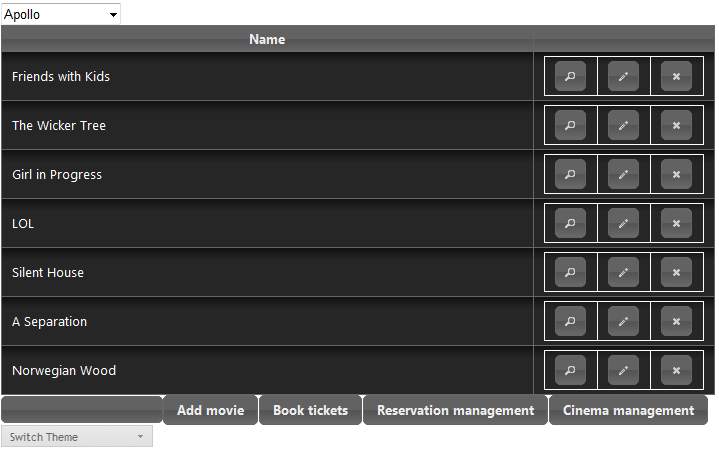 Apollo
Name
Friends with Kids
The Wicker Tree
Girl in Progress
LOL
Silent House
A Separation
Norwegian Wood
Add movie Book tickets Reservation management Cinema management
Switch Theme